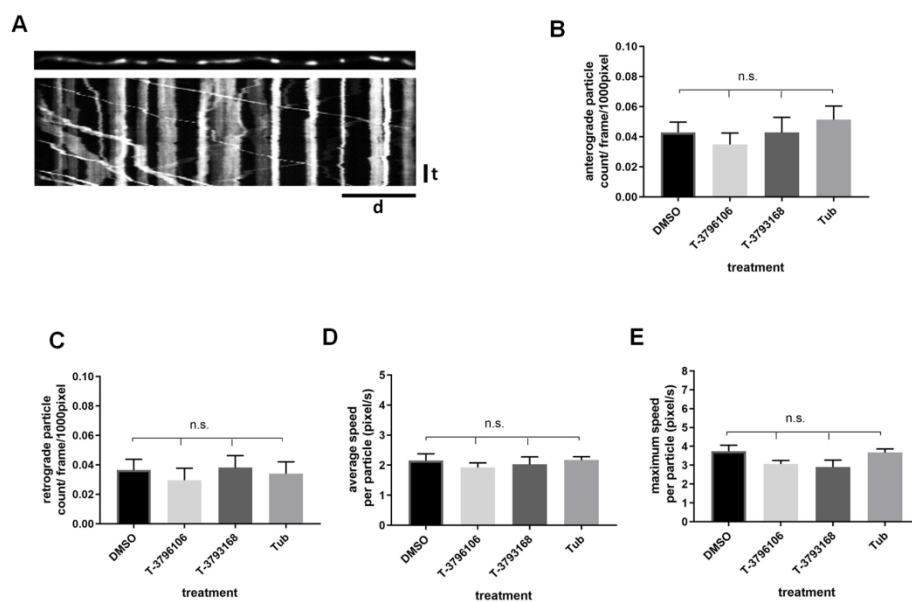 A
t
d
B
anterograde particle
count/ frame/1000pixel
0.10
0.08
0.06
0.04
0.02
0.00
n.s.
DMSO
T-3796106
T-3793168
Tub
treatment
C
retrograde particle
count/ frame/1000pixel
0.10
0.08
0.06
0.04
0.02
0.00
n.s.
DMSO
T-3796106
T-3793168
Tub
treatment
D
average speed
per particle (pixel/s)
5
4
3
2
1
0
n.s.
DMSO
T-3796106
T-3793168
Tub
treatment
E
maximum speed
per particle (pixel/s)
8
7
6
5
4
3
2
1
0
n.s.
DMSO
T-3796106
T-3793168
Tub
treatment